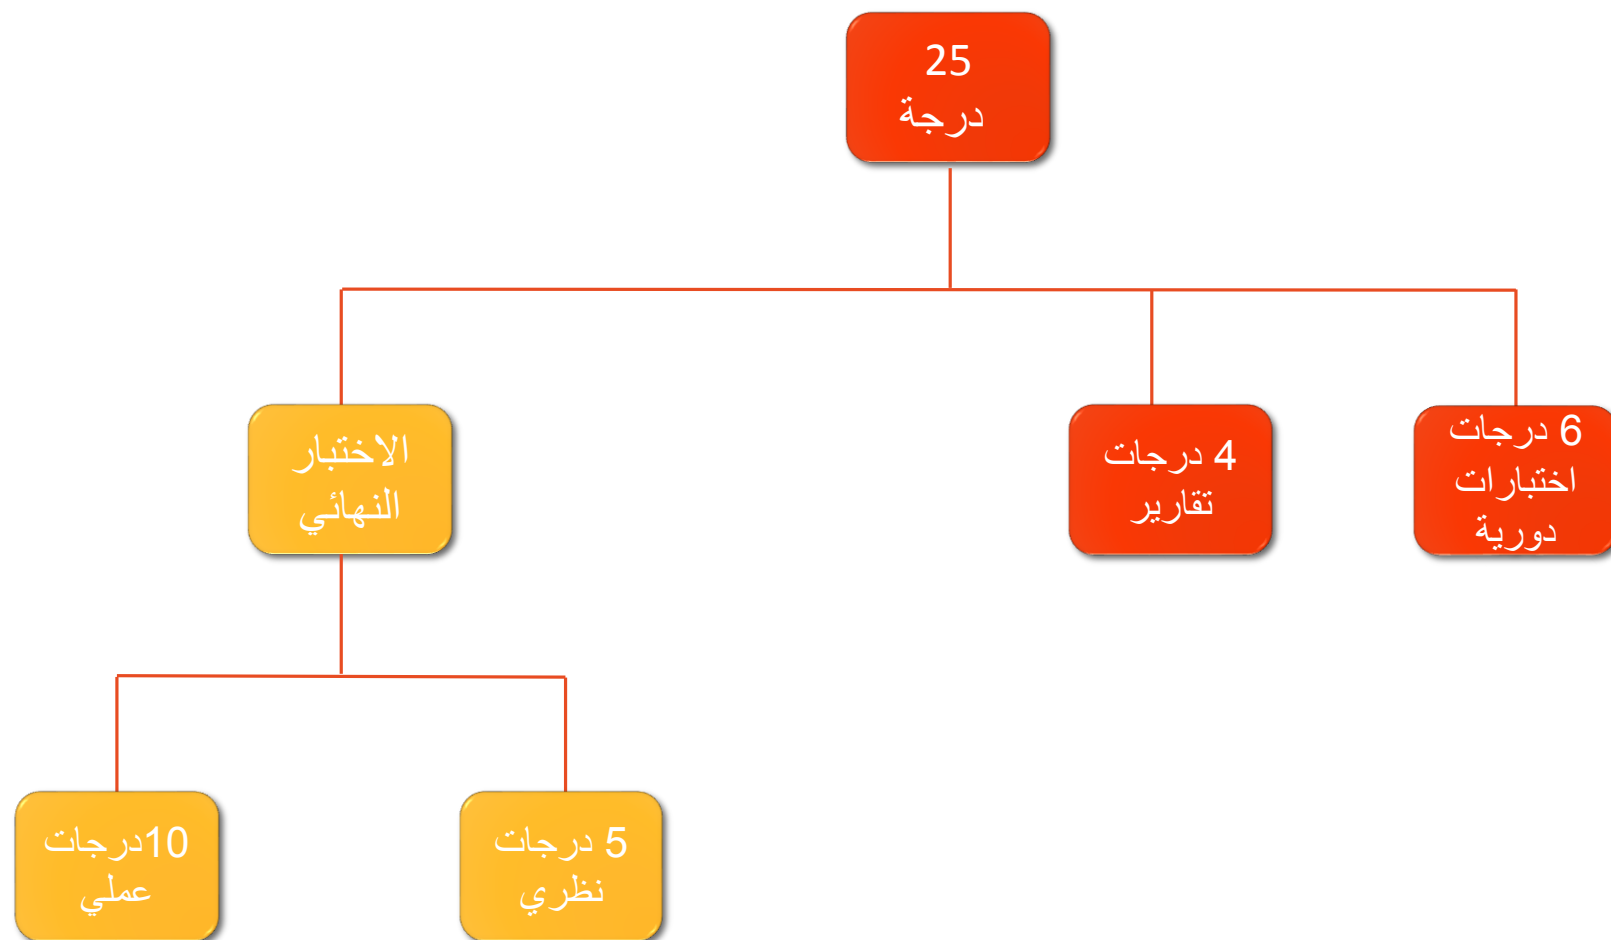 25
درجة
6 درجات
اختبارات
دورية
4 درجات
تقارير
الاختبار
النهائي
5 درجات
نظري
10درجات
عملي